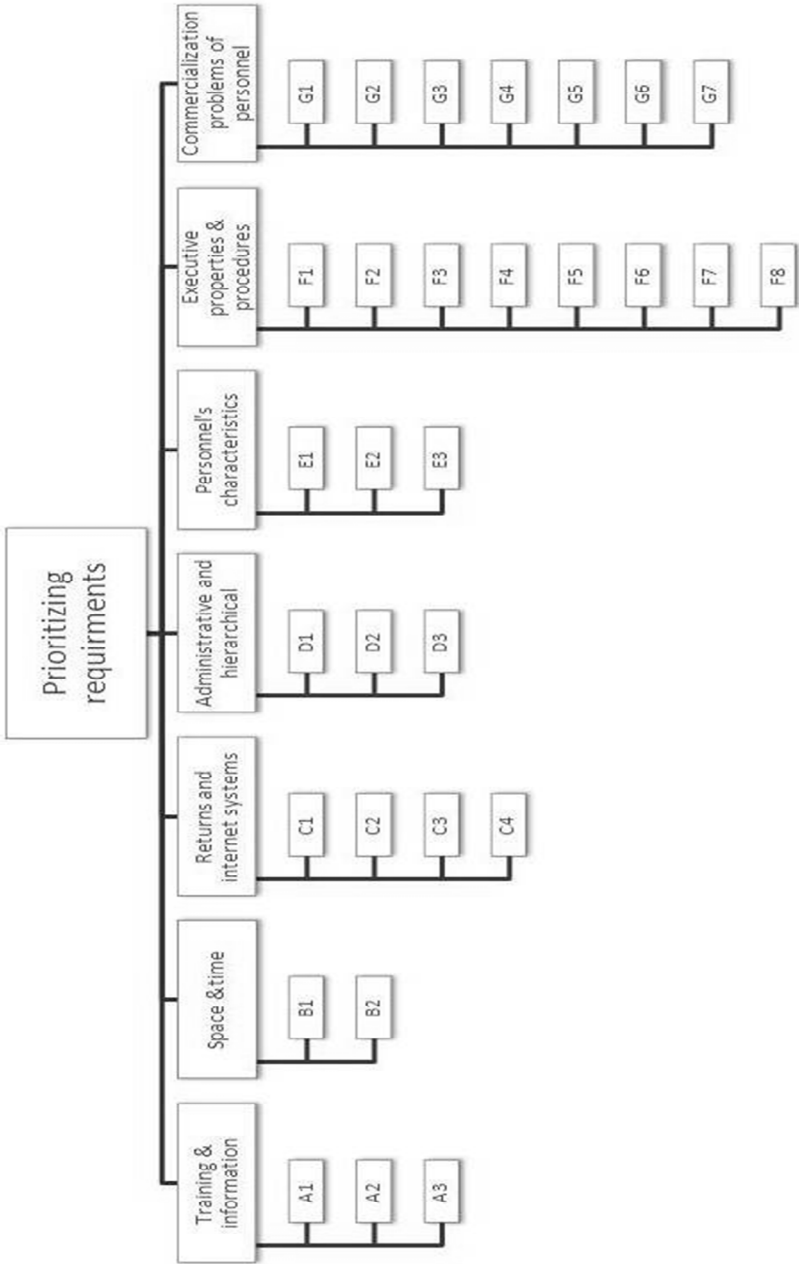 Prioritizing
requirments
Training &
information
A1
A2
A3
Space &time
B1
B2
Returns and
internet systems
C1
C2
C3
C4
Administrative and
hierarchical
D1
D2
D3
Personnel's
characteristics
E1
E2
E3
Executive
properties &
procedures
F1
F2
F3
F4
F5
F6
F7
F8
Commercialization
problems of
personnel
G1
G2
G3
G4
G5
G6
G7